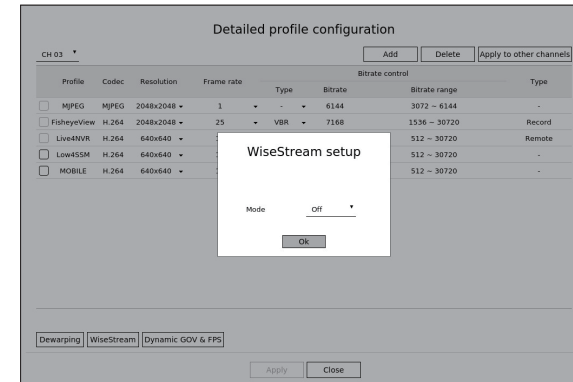 Detailed profile configuration
CH 03
Add Delete Apply to other channels
Profile Codec Resolution Frame rate Bitrate control Type
Type Bitrate Bitrate range
MJPEG MJPEG 2048x2048 1 - 6144 3072 ~ 6144 -
FisheyeView H.264 2048x2048 25 VBR 7168 1536 ~ 30720 Record
Live4NVR H.264 640x640 512 ~ 30720 Remote
Low4SSM H.264 640x640 512 ~ 30720 -
MOBILE H.264 640x640 512 ~ 30720 -
WiseStream setup
Mode Off
Ok
Dewarping WiseStream Dynamic GOV & FPS
Apply Close